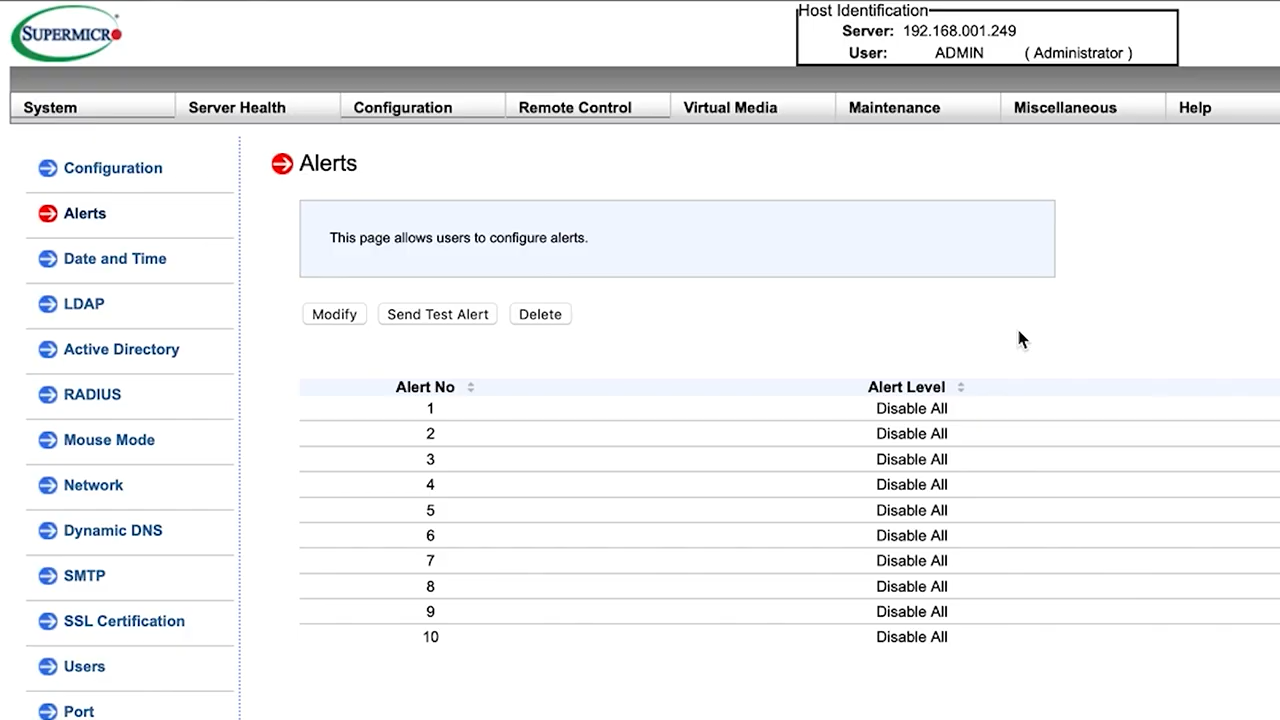 SUPERMICR
Host Identification
Server: 192.168.001.249
User: ADMIN ( Administrator )
System Server Health Configuration Remote Control Virtual Media Maintenance Miscellaneous Help
Configuration
Alerts
Date and Time
LDAP
Active Directory
RADIUS
Mouse Mode
Network
Dynamic DNS
SMTP
SSL Certification
Users
Port
Alerts
This page allows users to configure alerts.
Modify Send Test Alert Delete
Alert No Alert Level
1 Disable All
2 Disable All
3 Disable All
4 Disable All
5 Disable All
6 Disable All
7 Disable All
8 Disable All
9 Disable All
10 Disable All